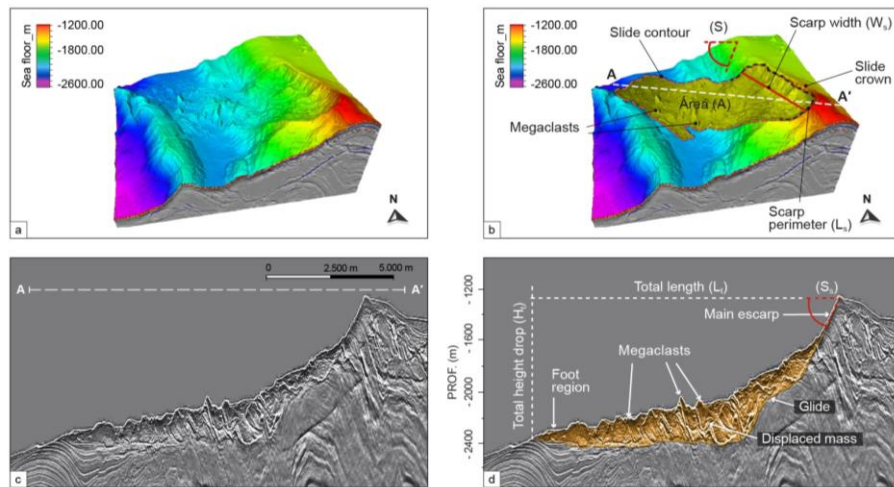 Sea floor_m
-1200.00
-1800.00
-2600.00
N
a
Sea floor_m
-1200.00
-1800.00
-2600.00
(S)
Scarp width (Wₛ)
Slide contour
Slide
crown
A
A'
Área (A)
Megaclasts
Scarp
perimeter (Lₛ)
N
b
0 2.500 m 5.000 m
A A'
c
PROF. (m)
- 1200
- 1600
- 2000
- 2400
Total height drop (Hₜ)
Total length (Lₜ)
(Sₛ)
Main escarp
Megaclasts
Foot
region
Glide
Displaced mass
d